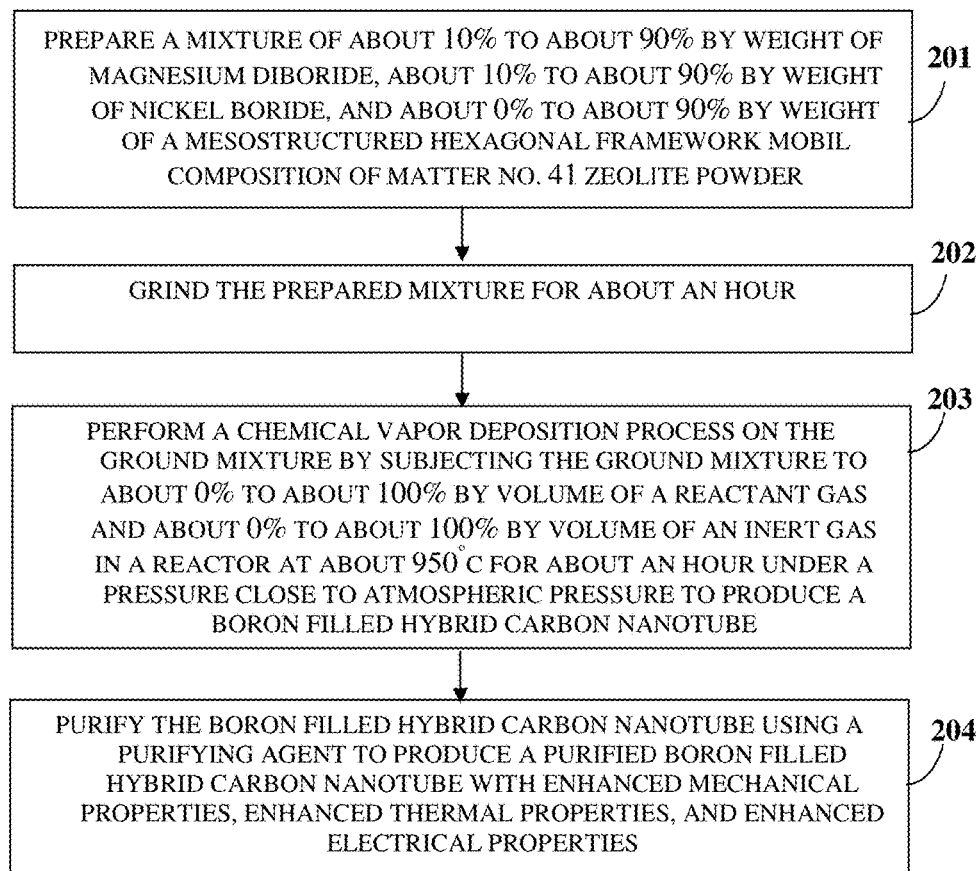 PREPARE A MIXTURE OF ABOUT 10% TO ABOUT 90% BY WEIGHT OF
MAGNESIUM DIBORIDE, ABOUT 10% TO ABOUT 90% BY WEIGHT
OF NICKEL BORIDE, AND ABOUT 0% TO ABOUT 90% BY WEIGHT
OF A MESOSTRUCTURED HEXAGONAL FRAMEWORK MOBIL
COMPOSITION OF MATTER NO. 41 ZEOLITE POWDER
201
202
GRIND THE PREPARED MIXTURE FOR ABOUT AN HOUR
203
PERFORM A CHEMICAL VAPOR DEPOSITION PROCESS ON THE
GROUND MIXTURE BY SUBJECTING THE GROUND MIXTURE TO
ABOUT 0% TO ABOUT 100% BY VOLUME OF A REACTANT GAS
AND ABOUT 0% TO ABOUT 100% BY VOLUME OF AN INERT GAS
IN A REACTOR AT ABOUT 950°C FOR ABOUT AN HOUR UNDER A
PRESSURE CLOSE TO ATMOSPHERIC PRESSURE TO PRODUCE A
BORON FILLED HYBRID CARBON NANOTUBE
204
PURIFY THE BORON FILLED HYBRID CARBON NANOTUBE USING A
PURIFYING AGENT TO PRODUCE A PURIFIED BORON FILLED
HYBRID CARBON NANOTUBE WITH ENHANCED MECHANICAL
PROPERTIES, ENHANCED THERMAL PROPERTIES, AND ENHANCED
ELECTRICAL PROPERTIES